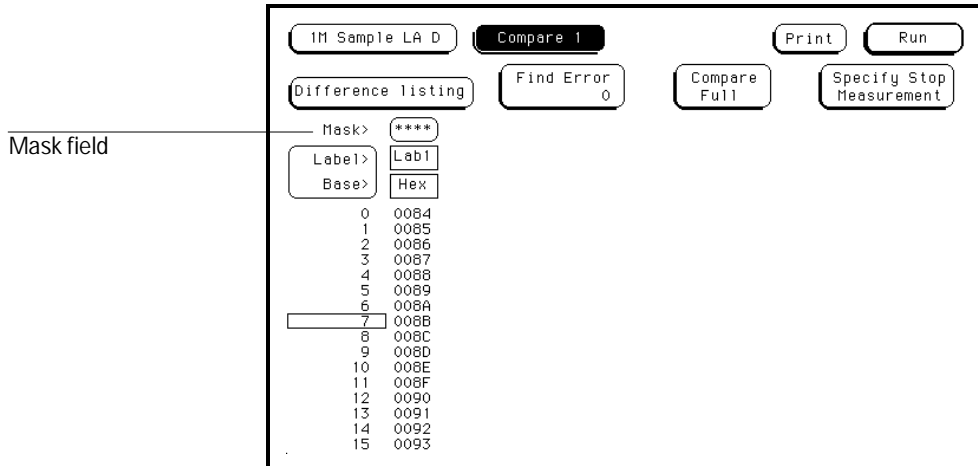 1M Sample LA D Compare 1 Print Run
Difference listing Find Error 0 Compare Full Specify Stop Measurement
Mask field
Mask> ****
Label> Lab1
Base> Hex
0 0084
1 0085
2 0086
3 0087
4 0088
5 0089
6 008A
7 008B
8 008C
9 008D
10 008E
11 008F
12 0090
13 0091
14 0092
15 0093